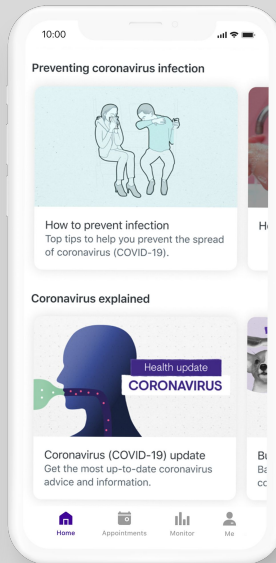 10:00
Preventing coronavirus infection
How to prevent infection
Top tips to help you prevent the spread
of coronavirus (COVID-19).
Coronavirus explained
Health update
CORONAVIRUS
Coronavirus (COVID-19) update
Get the most up-to-date coronavirus
advice and information.
Home
Appointments
Monitor
Me